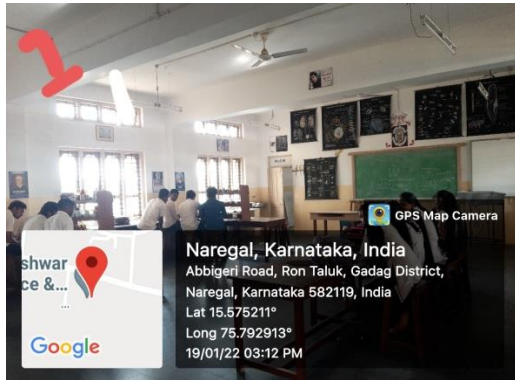 1
GPS Map Camera
shwar
ce &...
...
Google
Naregal, Karnataka, India
Abbigeri Road, Ron Taluk, Gadag District,
Naregal, Karnataka 582119, India
Lat 15.575211°
Long 75.792913°
19/01/22 03:12 PM